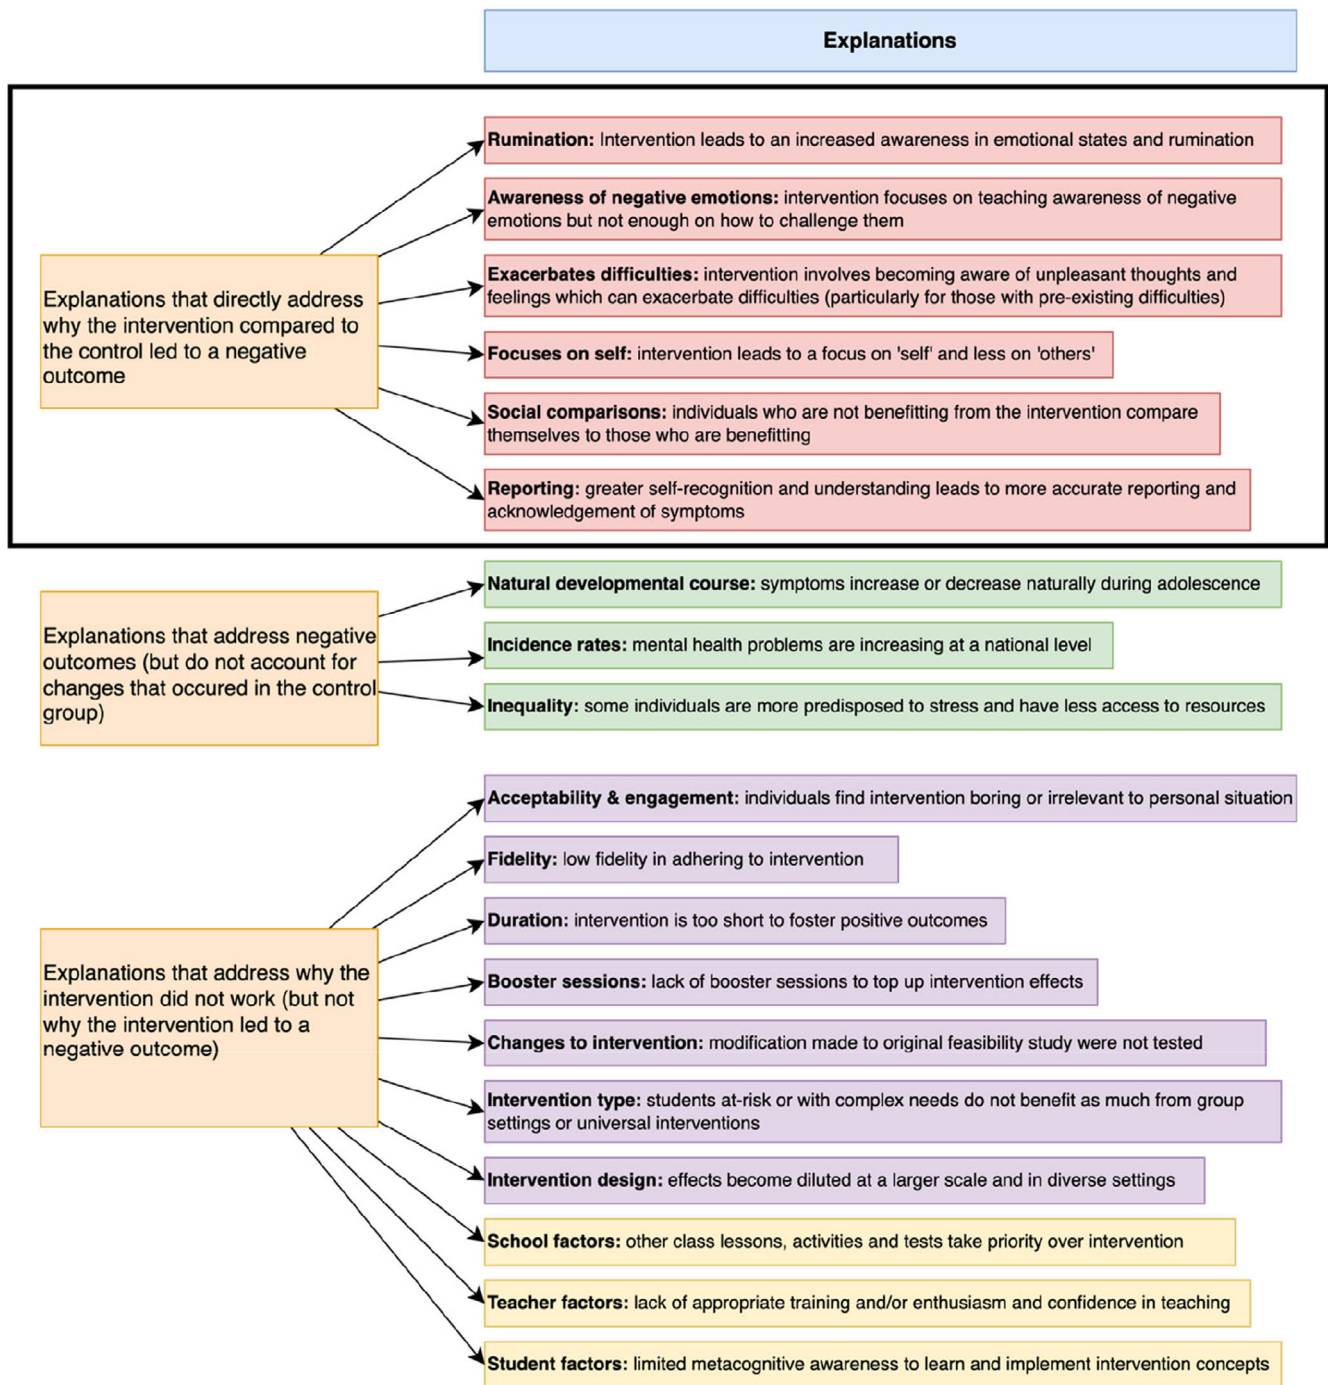 Explanations
Rumination: Intervention leads to an increased awareness in emotional states and rumination
Awareness of negative emotions: intervention focuses on teaching awareness of negative
emotions but not enough on how to challenge them
Explanations that directly address
why the intervention compared to
the control led to a negative
outcome
Exacerbates difficulties: intervention involves becoming aware of unpleasant thoughts and
feelings which can exacerbate difficulties (particularly for those with pre-existing difficulties)
Focuses on self: intervention leads to a focus on 'self' and less on 'others'
Social comparisons: individuals who are not benefitting from the intervention compare
themselves to those who are benefitting
Reporting: greater self-recognition and understanding leads to more accurate reporting and
acknowledgement of symptoms
Explanations that address negative
outcomes (but do not account for
changes that occured in the control
group)
Natural developmental course: symptoms increase or decrease naturally during adolescence
Incidence rates: mental health problems are increasing at a national level
Inequality: some individuals are more predisposed to stress and have less access to resources
Explanations that address why the
intervention did not work (but not
why the intervention led to a
negative outcome)
Acceptability & engagement: individuals find intervention boring or irrelevant to personal situation
Fidelity: low fidelity in adhering to intervention
Duration: intervention is too short to foster positive outcomes
Booster sessions: lack of booster sessions to top up intervention effects
Changes to intervention: modification made to original feasibility study were not tested
Intervention type: students at-risk or with complex needs do not benefit as much from group
settings or universal interventions
Intervention design: effects become diluted at a larger scale and in diverse settings
School factors: other class lessons, activities and tests take priority over intervention
Teacher factors: lack of appropriate training and/or enthusiasm and confidence in teaching
Student factors: limited metacognitive awareness to learn and implement intervention concepts